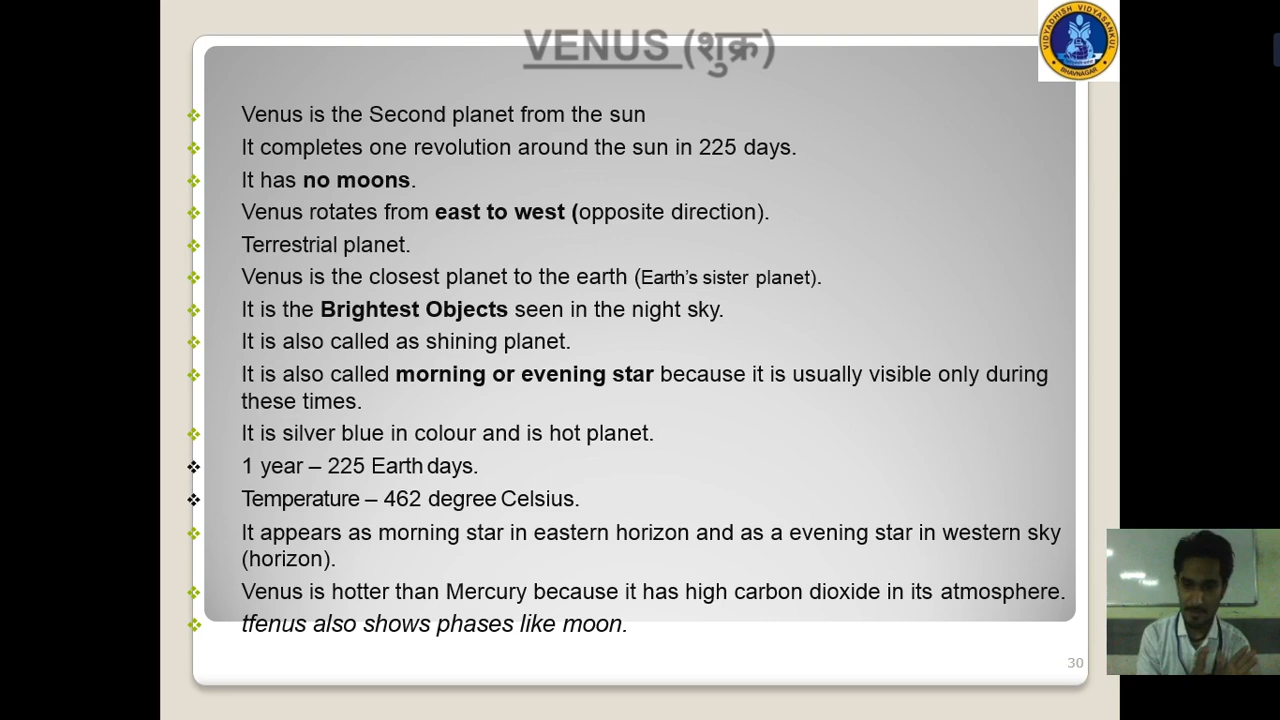 VENUS (शुक्र)
VIDYADHISH VIDYASANKUL
BHAVNAGAR
Venus is the Second planet from the sun
It completes one revolution around the sun in 225 days.
It has no moons.
Venus rotates from east to west (opposite direction).
Terrestrial planet.
Venus is the closest planet to the earth (Earth's sister planet).
It is the Brightest Objects seen in the night sky.
It is also called as shining planet.
It is also called morning or evening star because it is usually visible only during
these times.
It is silver blue in colour and is hot planet.
1 year – 225 Earth days.
Temperature – 462 degree Celsius.
It appears as morning star in eastern horizon and as a evening star in western sky
(horizon).
Venus is hotter than Mercury because it has high carbon dioxide in its atmosphere.
tfenus also shows phases like moon.
30